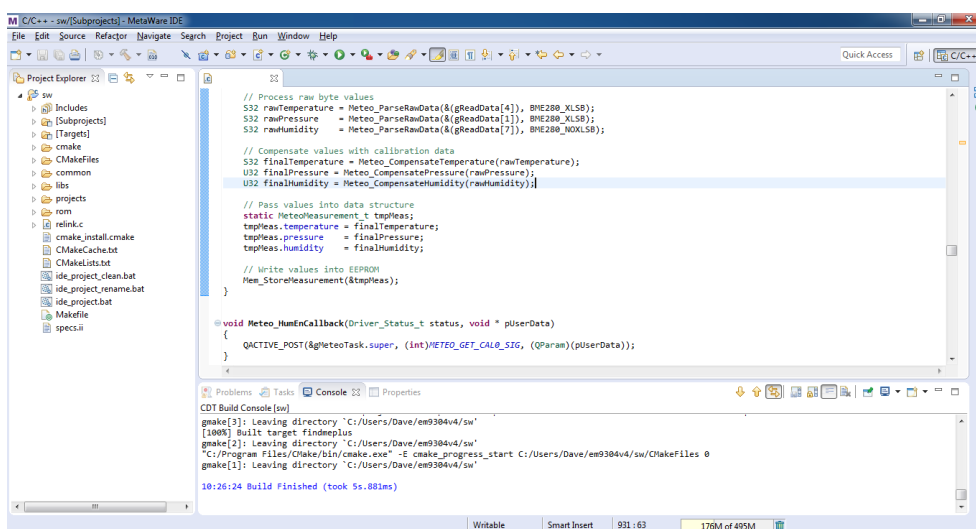 C/C++ - sw/[Subprojects] - MetaWare IDE
File Edit Source Refactor Navigate Search Project Run Window Help
Quick Access
C/C++
Project Explorer
sw
Includes
[Subprojects]
[Targets]
cmake
CMakeFiles
common
libs
projects
rom
relink.c
cmake_install.cmake
CMakeCache.txt
CMakeLists.txt
ide_project_clean.bat
ide_project_rename.bat
ide_project.bat
Makefile
specs.ii
// Process raw byte values
S32 rawTemperature = Meteo_ParseRawData(&(gReadData[4]), BME280_XLSB);
S32 rawPressure    = Meteo_ParseRawData(&(gReadData[1]), BME280_XLSB);
S32 rawHumidity    = Meteo_ParseRawData(&(gReadData[7]), BME280_NOXLSB);
// Compensate values with calibration data
S32 finalTemperature = Meteo_CompensateTemperature(rawTemperature);
U32 finalPressure = Meteo_CompensatePressure(rawPressure);
U32 finalHumidity = Meteo_CompensateHumidity(rawHumidity);
// Pass values into data structure
static MeteoMeasurement_t tmpMeas;
tmpMeas.temperature = finalTemperature;
tmpMeas.pressure    = finalPressure;
tmpMeas.humidity    = finalHumidity;
// Write values into EEPROM
Mem_StoreMeasurement(&tmpMeas);
}
void Meteo_HumEnCallback(Driver_Status_t status, void * pUserData)
{
QACTIVE_POST(&gMeteoTask.super, (int)METEO_GET_CAL0_SIG, (QParam)(pUserData));
}
Problems Tasks Console Properties
CDT Build Console [sw]
gmake[3]: Leaving directory `C:/Users/Dave/em9304v4/sw'
[100%] Built target findmeplus
gmake[2]: Leaving directory `C:/Users/Dave/em9304v4/sw'
"C:/Program Files/CMake/bin/cmake.exe" -E cmake_progress_start C:/Users/Dave/em9304v4/sw/CMakeFiles 0
gmake[1]: Leaving directory `C:/Users/Dave/em9304v4/sw'
10:26:24 Build Finished (took 5s.881ms)
Writable Smart Insert 931 : 63 176M of 495M